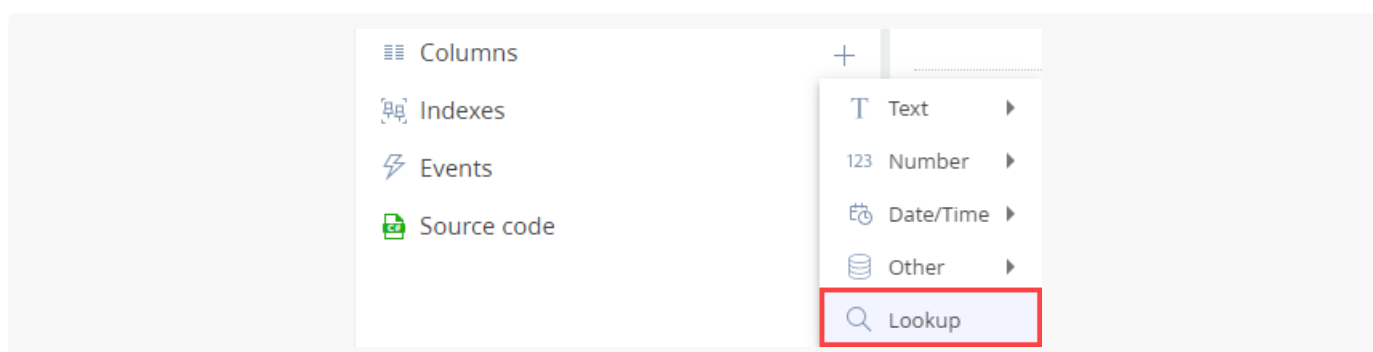 Columns
Indexes
Events
C# Source code
T Text
123 Number
Date/Time
Other
Lookup